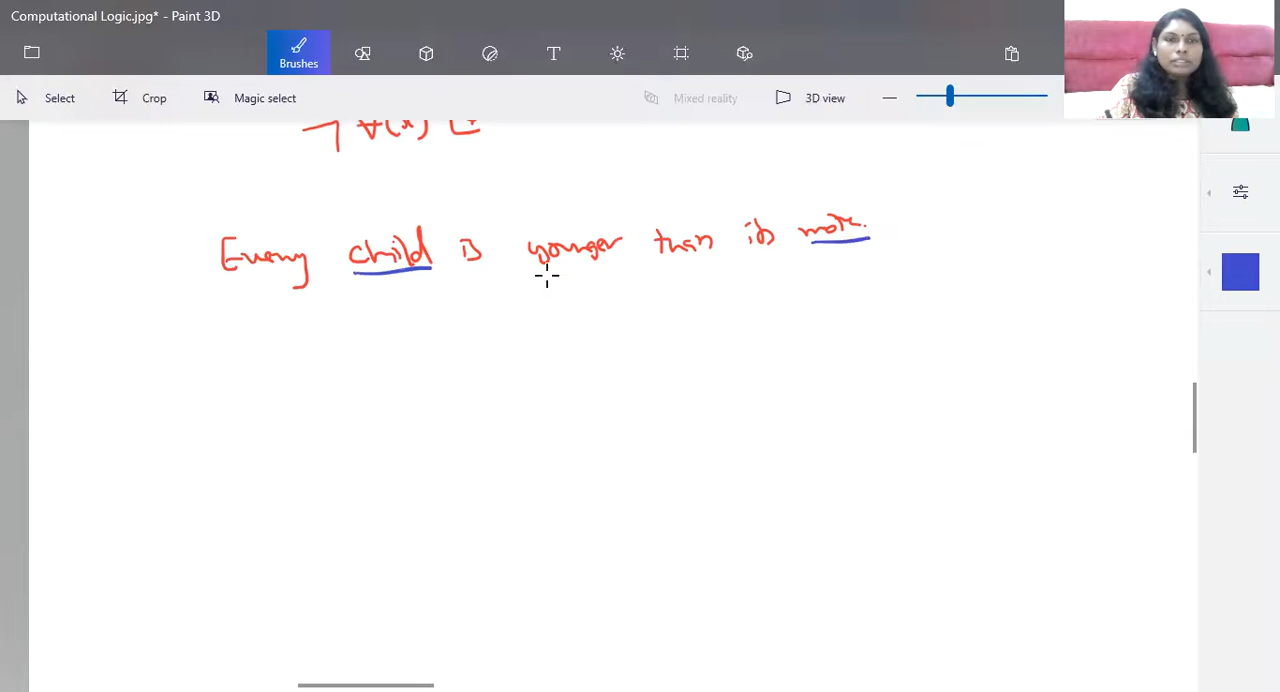 Computational Logic.jpg* - Paint 3D
Brushes
Select
Crop
Magic select
Mixed reality
3D view
¬ ∀(x) [
Every child is younger than its